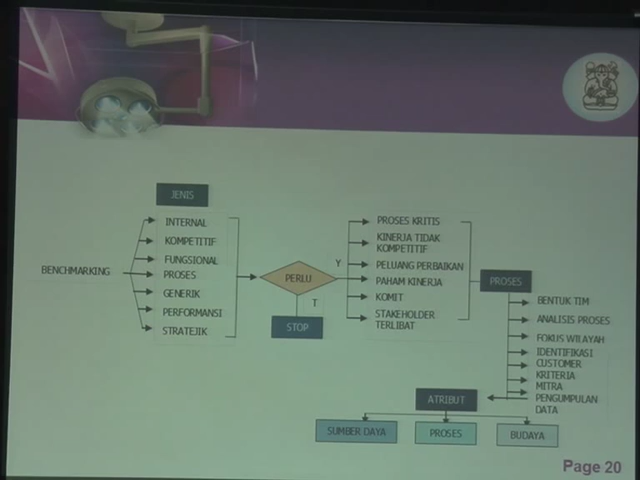 JENIS
INTERNAL
KOMPETITIF
FUNGSIONAL
BENCHMARKING
PROSES
GENERIK
PERFORMANSI
STRATEJIK
PERLU
Y
T
STOP
PROSES KRITIS
KINERJA TIDAK
KOMPETITIF
PELUANG PERBAIKAN
PAHAM KINERJA
KOMIT
STAKEHOLDER
TERLIBAT
PROSES
BENTUK TIM
ANALISIS PROSES
FOKUS WILAYAH
IDENTIFIKASI
CUSTOMER
KRITERIA
MITRA
PENGUMPULAN
DATA
ATRIBUT
SUMBER DAYA
PROSES
BUDAYA
Page 20